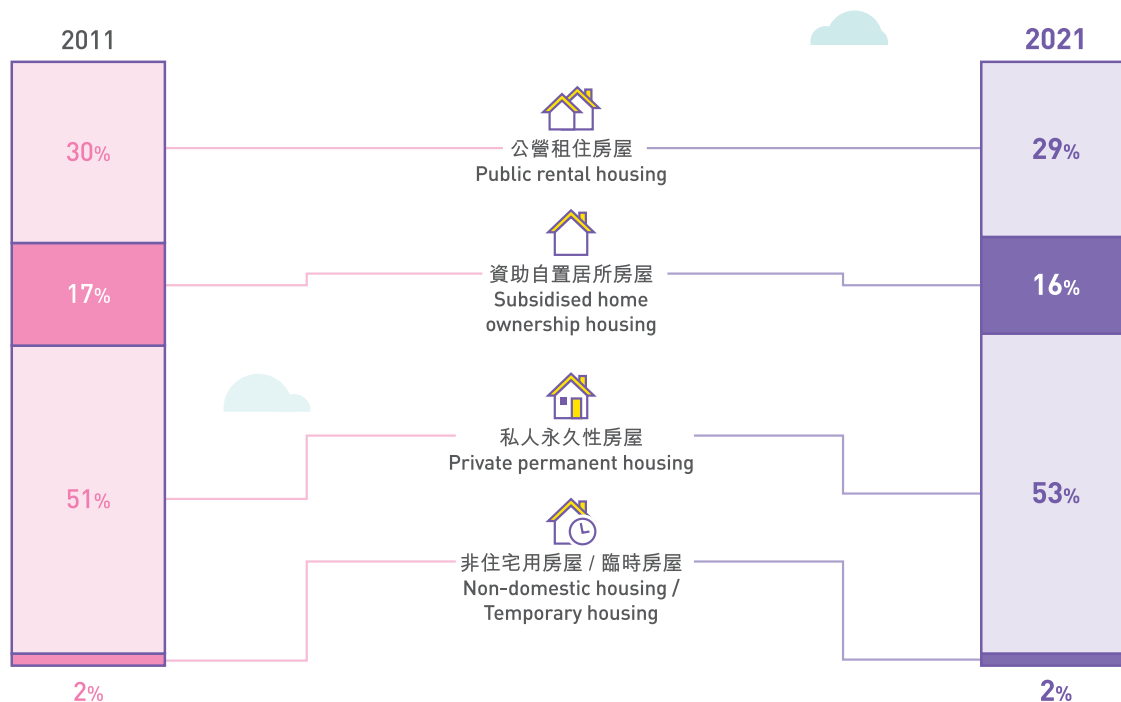 2011
2021
30%
公營租住房屋
Public rental housing
29%
17%
資助自置居所房屋
Subsidised home
ownership housing
16%
51%
私人永久性房屋
Private permanent housing
53%
非住宅用房屋 / 臨時房屋
Non-domestic housing /
Temporary housing
2%
2%